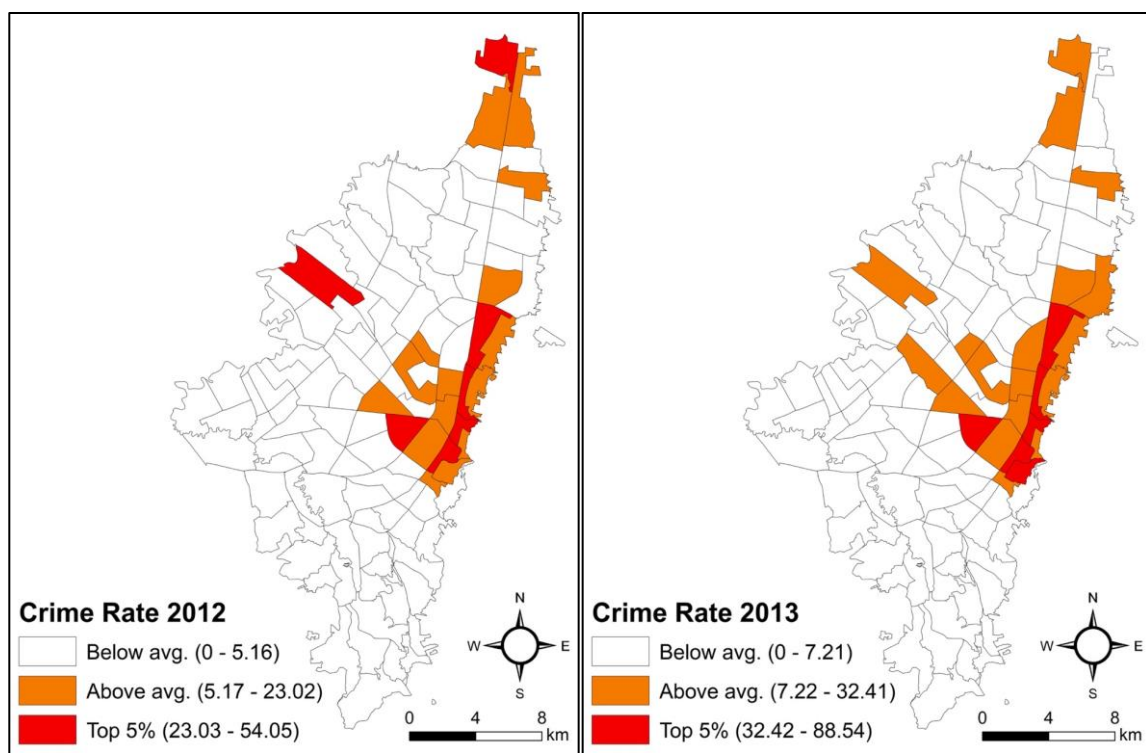 Crime Rate 2012
Below avg. (0 - 5.16)
Above avg. (5.17 - 23.02)
Top 5% (23.03 - 54.05)
N
W
E
S
0 4 8
km
Crime Rate 2013
Below avg. (0 - 7.21)
Above avg. (7.22 - 32.41)
Top 5% (32.42 - 88.54)
N
W
E
S
0 4 8
km